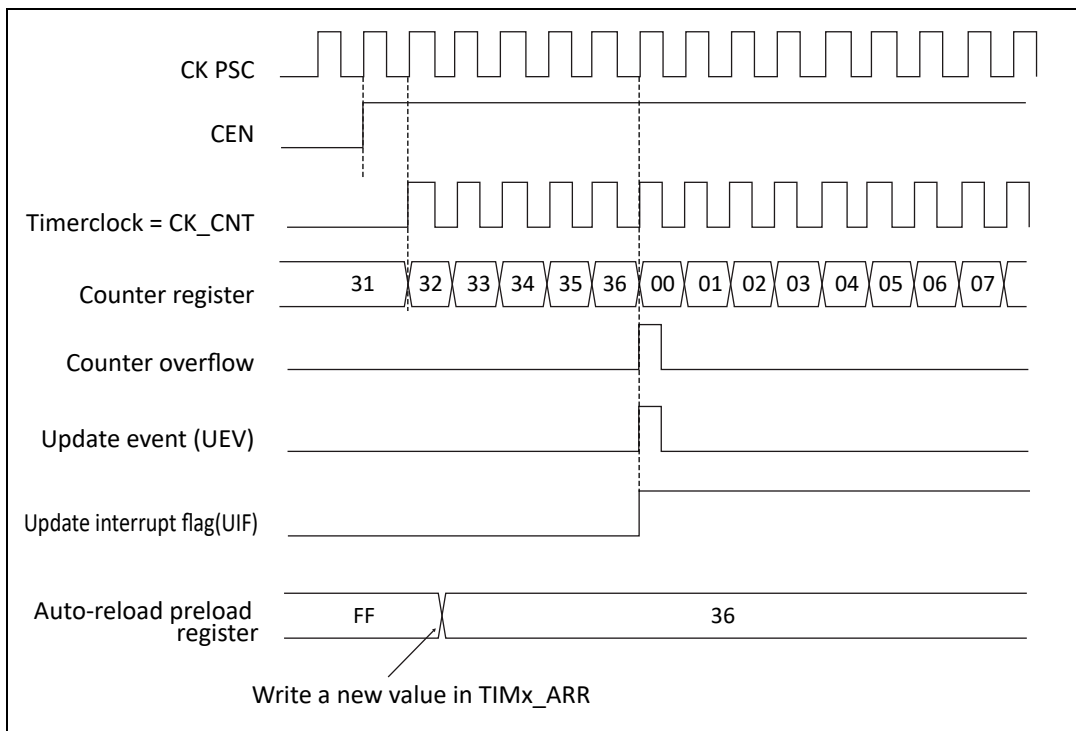 CK PSC
CEN
Timerclock = CK_CNT
Counter register 31 32 33 34 35 36 00 01 02 03 04 05 06 07
Counter overflow
Update event (UEV)
Update interrupt flag(UIF)
Auto-reload preload
register
FF 36
Write a new value in TIMx_ARR